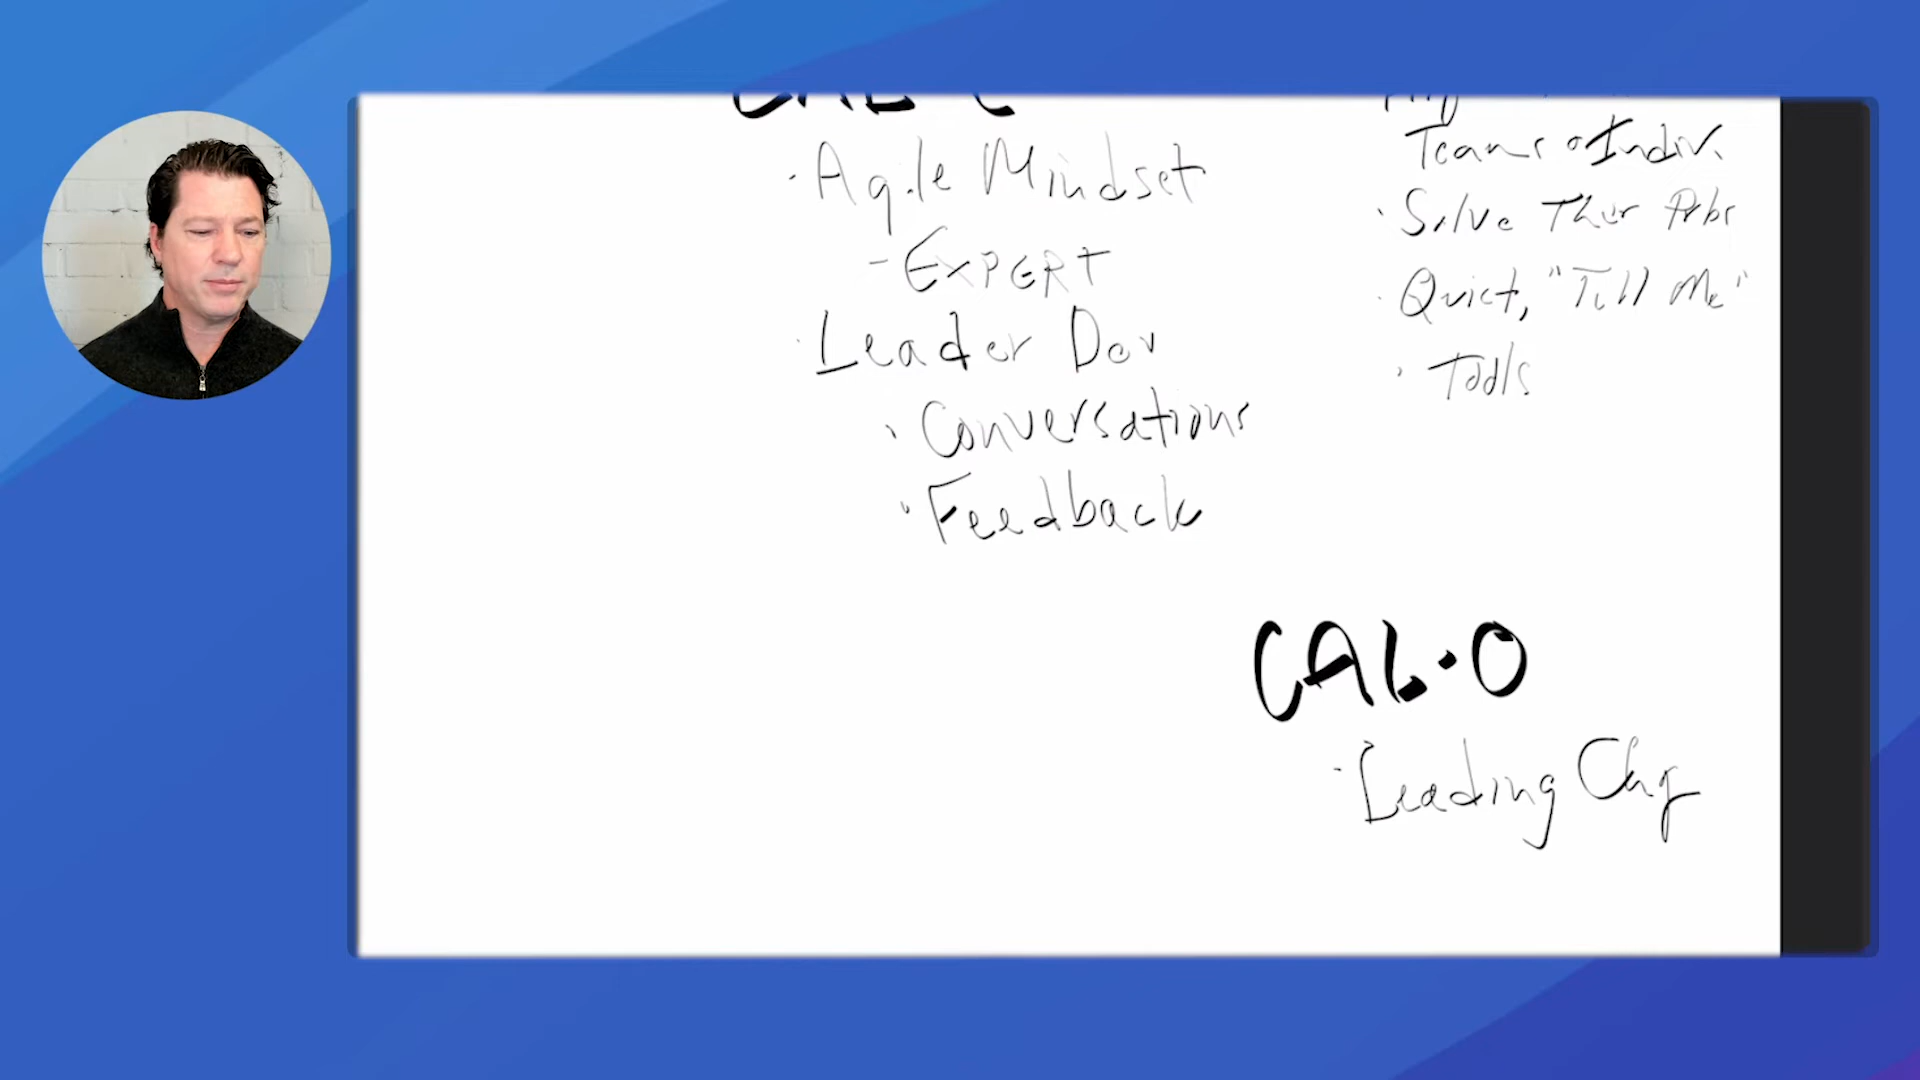 CAL-E
· Agile Mindset
- EXPERT
· Leader Dev
· Conversations
· Feedback
Teams + Indiv.
· Solve Their Prbs
· Quiet, "Tell Me"
· Tools
CAL·O
· Leading Chg